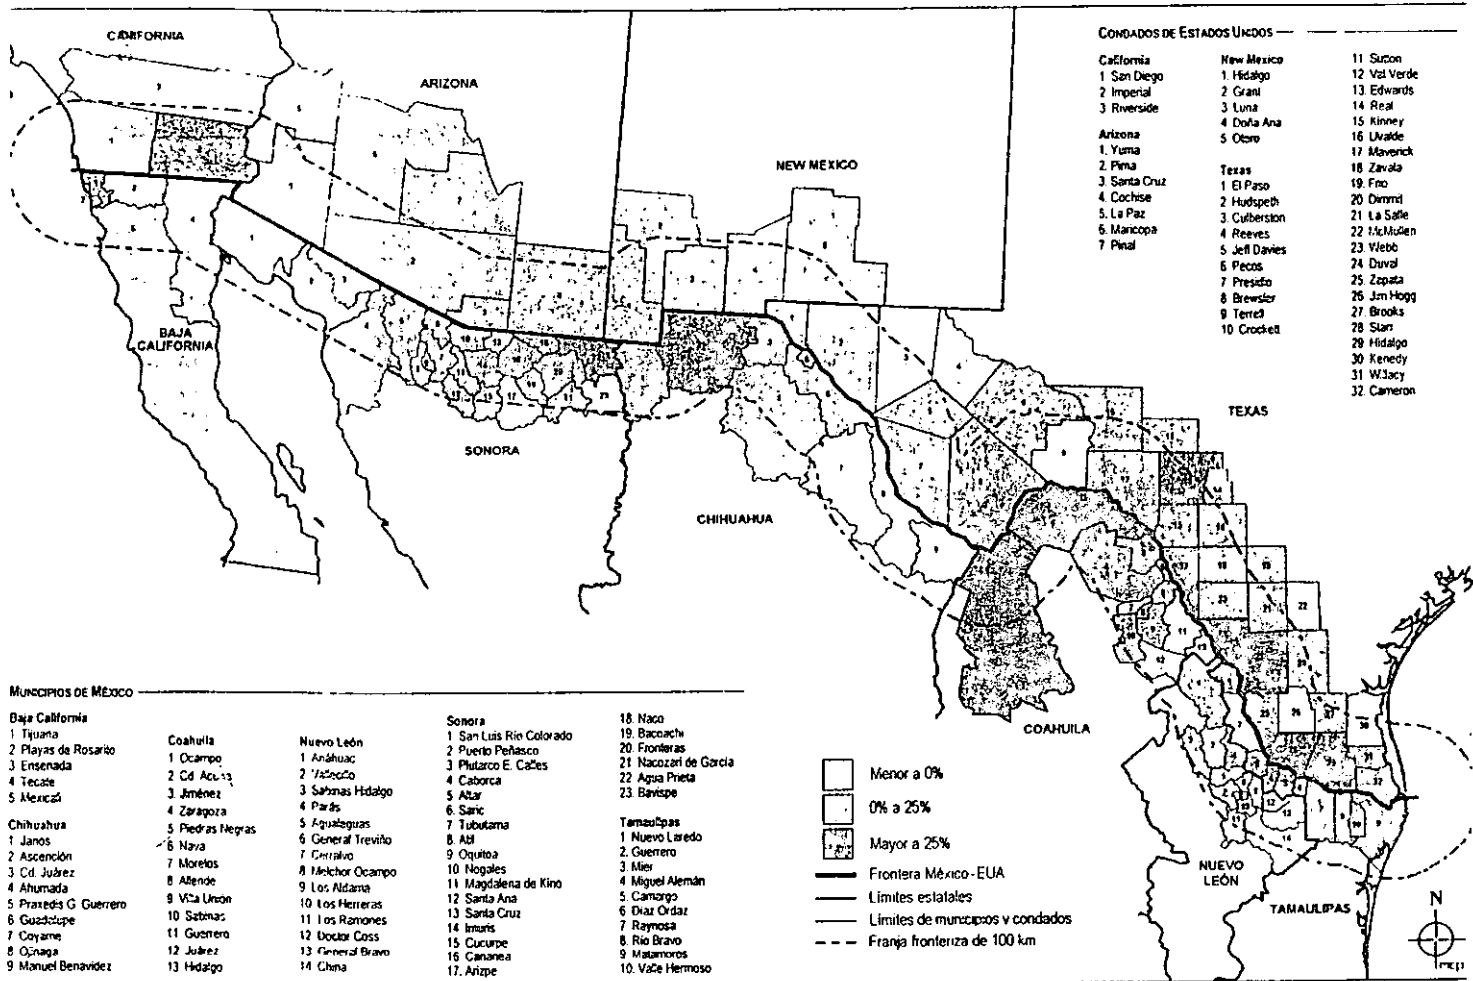 CALIFORNIA
ARIZONA
NEW MEXICO
BAJA
CALIFORNIA
SONORA
CHIHUAHUA
COAHUILA
TEXAS
NUEVO
LEÓN
TAMAULIPAS
CONDADOS DE ESTADOS UNIDOS
California
1 San Diego
2 Imperial
3 Riverside
Arizona
1. Yuma
2. Pima
3. Santa Cruz
4. Cochise
5. La Paz
6. Maricopa
7 Pinal
New Mexico
1. Hidalgo
2 Grant
3 Luna
4 Doña Ana
5 Otero
Texas
1 El Paso
2 Hudspeth
3. Culberston
4 Reeves
5 Jeff Davies
6 Pecos
7 Presidio
8 Brewster
9 Terrell
10 Crockett
11 Sutton
12 Val Verde
13. Edwards
14 Real
15 Kinney
16 Uvalde
17 Maverick
18 Zavala
19. Frio
20 Dimmit
21 La Salle
22 McMullen
23. Webb
24 Duval
25. Zapata
26 Jim Hogg
27. Brooks
28 Starr
29 Hidalgo
30 Kenedy
31 Willacy
32. Cameron
MUNICIPIOS DE MÉXICO
Baja California
1 Tijuana
2 Playas de Rosarito
3 Ensenada
4 Tecate
5 Mexicali
Chihuahua
1 Janos
2 Ascención
3 Cd. Juárez
4 Ahumada
5 Praxedis G. Guerrero
6 Guadalupe
7 Coyame
8 Ojinaga
9 Manuel Benavidez
Coahuila
1 Ocampo
2 Cd Acuña
3. Jiménez
4 Zaragoza
5 Piedras Negras
6 Nava
7 Morelos
8 Allende
9 Villa Unión
10 Sabinas
11 Guerrero
12 Juárez
13 Hidalgo
Nuevo León
1 Anáhuac
2 Vallecillo
3 Sabinas Hidalgo
4 Parás
5 Agualeguas
6 General Treviño
7 Cerralvo
8 Melchor Ocampo
9 Los Aldama
10 Los Herreras
11 Los Ramones
12 Doctor Coss
13 General Bravo
14 China
Sonora
1 San Luis Río Colorado
2 Puerto Peñasco
3 Plutarco E. Calles
4 Caborca
5 Altar
6. Saric
7 Tubutama
8. Atil
9 Oquitoa
10 Nogales
11 Magdalena de Kino
12 Santa Ana
13 Santa Cruz
14 Imuris
15 Cucurpe
16 Cananea
17. Arizpe
18. Naco
19. Bacoachi
20. Fronteras
21 Nacozari de García
22 Agua Prieta
23. Bavispe
Tamaulipas
1 Nuevo Laredo
2. Guerrero
3. Mier
4 Miguel Alemán
5. Camargo
6 Díaz Ordaz
7 Raynosa
8. Río Bravo
9 Matamoros
10. Valle Hermoso
Menor a 0%
0% a 25%
Mayor a 25%
Frontera México-EUA
Límites estatales
Límites de municipios y condados
Franja fronteriza de 100 km
N